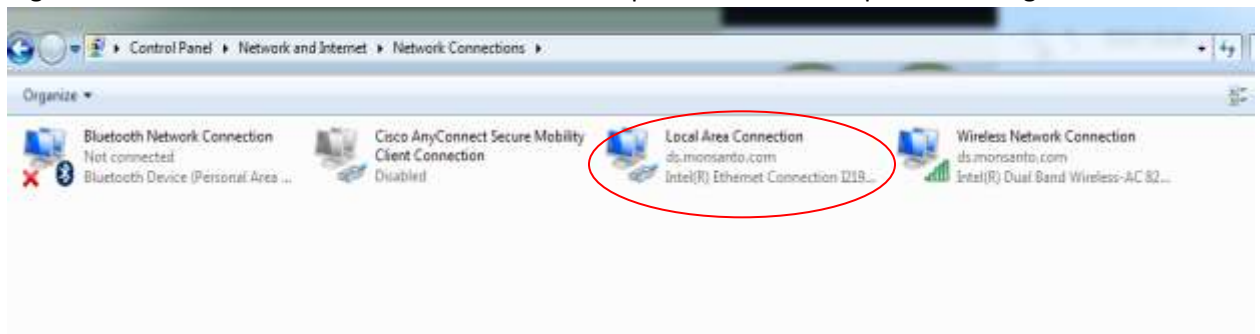 Control Panel ▸ Network and Internet ▸ Network Connections ▸
Organize ▾
Bluetooth Network Connection
Not connected
Bluetooth Device (Personal Area ...
Cisco AnyConnect Secure Mobility
Client Connection
Disabled
Local Area Connection
ds.monsanto.com
Intel(R) Ethernet Connection I219...
Wireless Network Connection
ds.monsanto.com
Intel(R) Dual Band Wireless-AC 82...